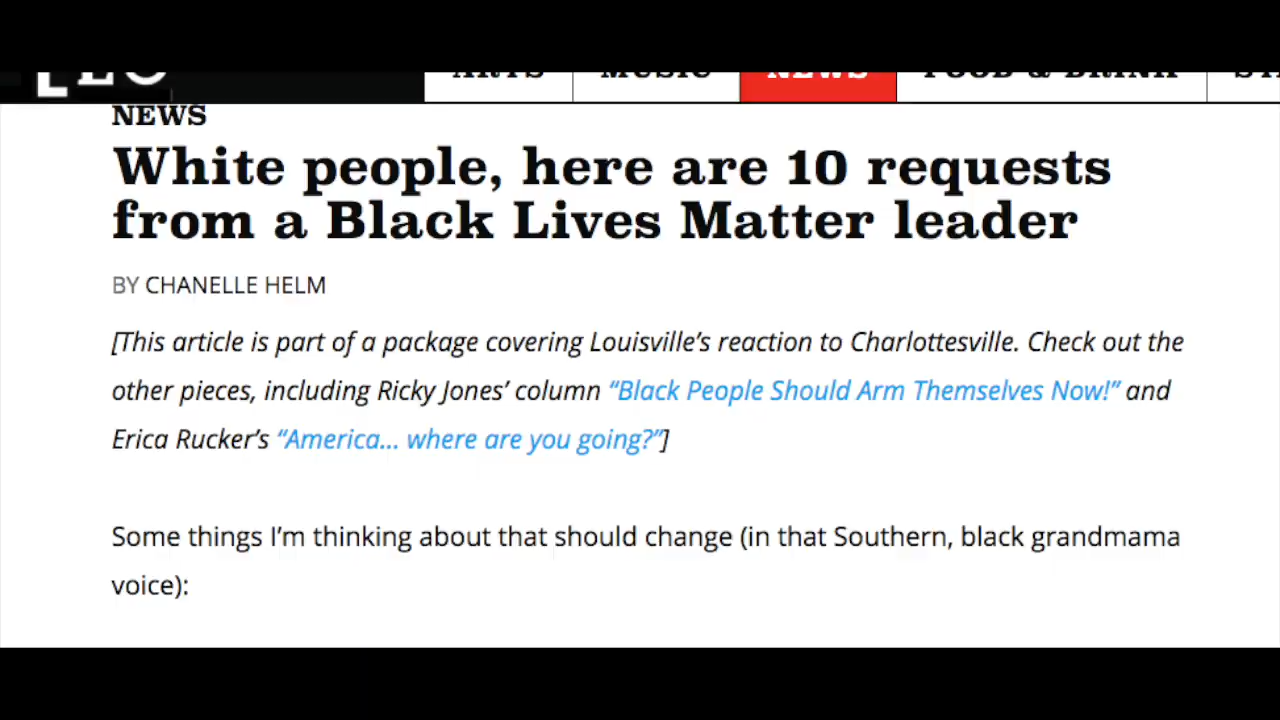 LEO
ARTS MUSIC NEWS FOOD & DRINK
NEWS
White people, here are 10 requests
from a Black Lives Matter leader
BY CHANELLE HELM
[This article is part of a package covering Louisville’s reaction to Charlottesville. Check out the
other pieces, including Ricky Jones’ column “Black People Should Arm Themselves Now!” and
Erica Rucker’s “America... where are you going?”]
Some things I’m thinking about that should change (in that Southern, black grandmama
voice):